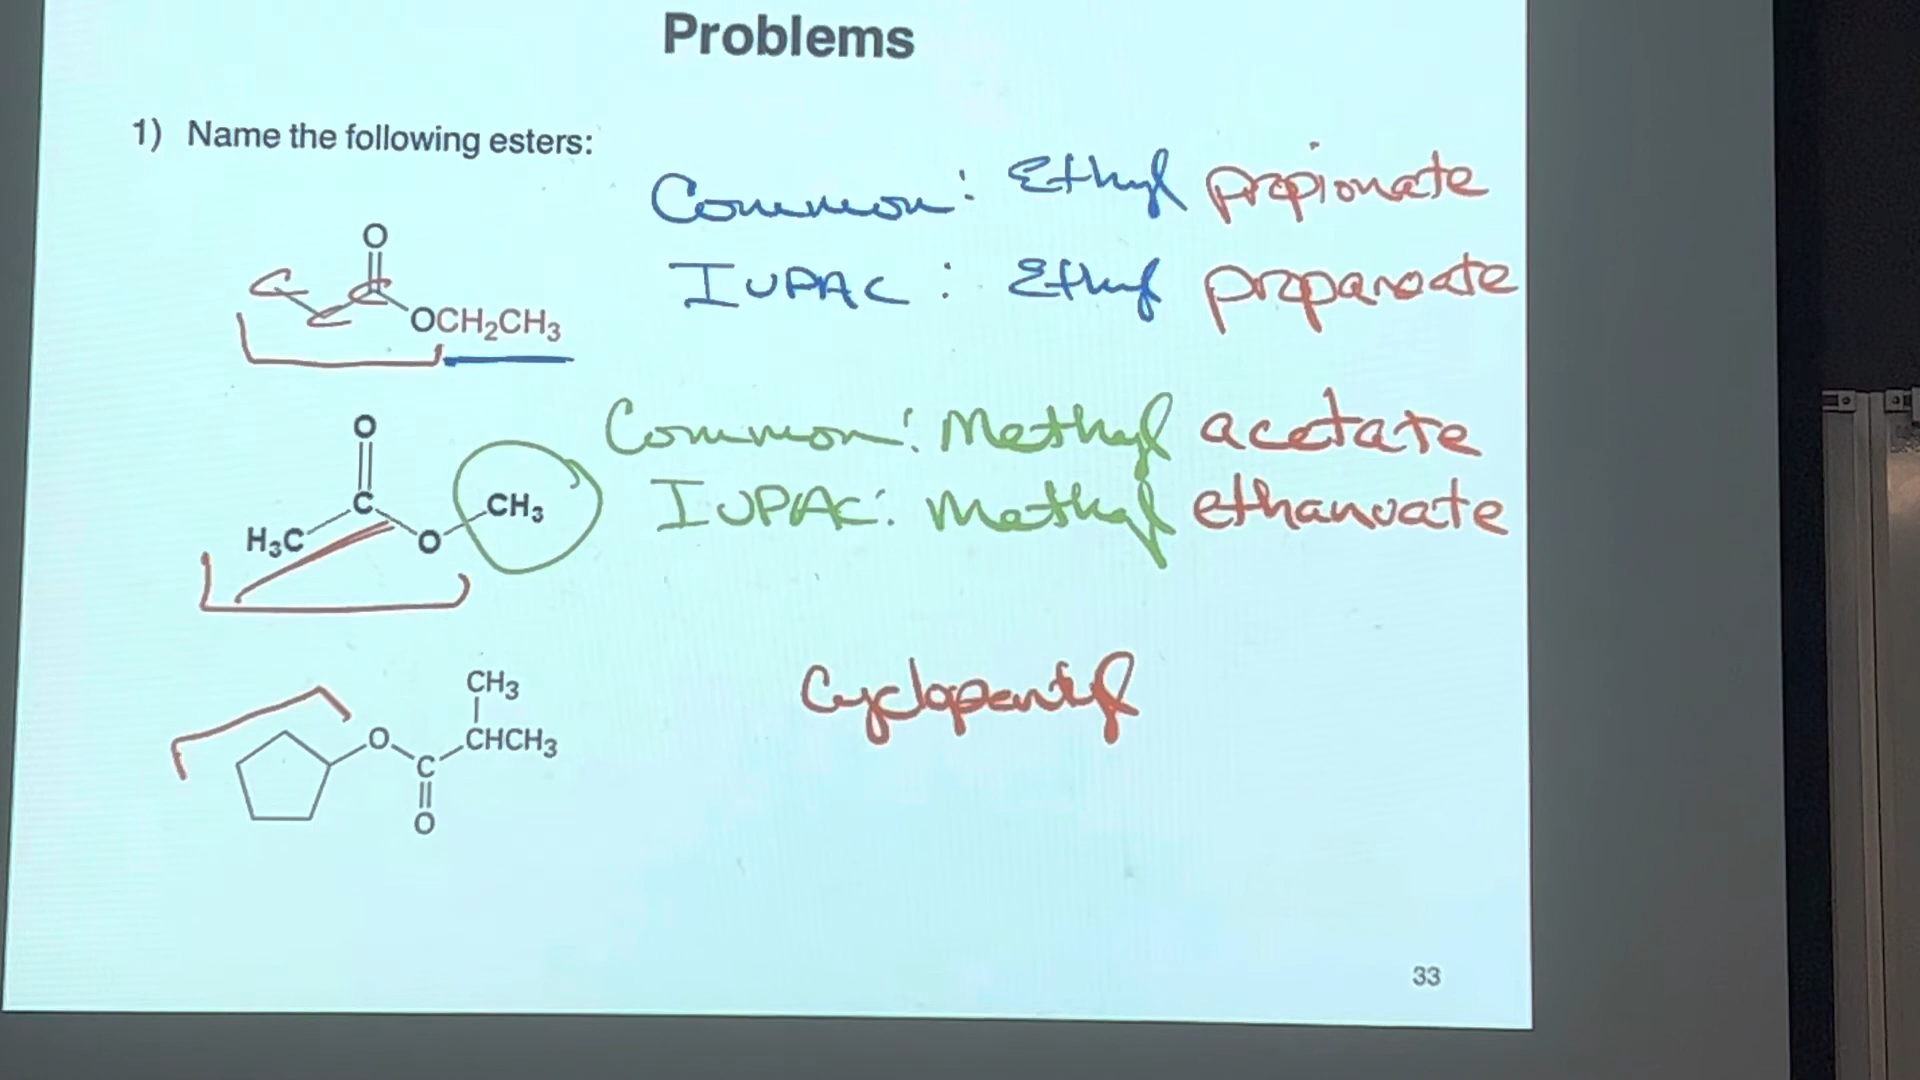 Problems
1) Name the following esters:
Common: Ethyl propionate
IUPAC: Ethyl propanoate
O
C C C
OCH2CH3
Common: Methyl acetate
IUPAC: Methyl ethanoate
O
C
H3C O CH3
Cyclopentyl
CH3
O CHCH3
C
O
33